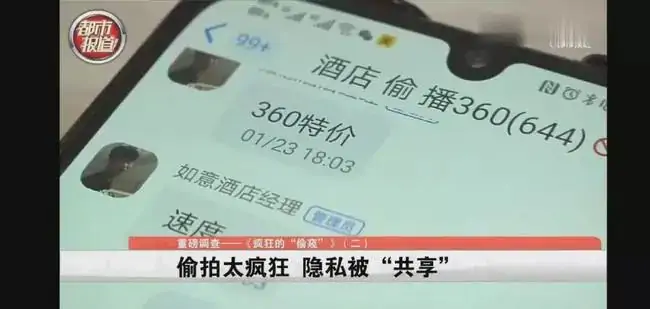 都市
报道
99+
酒店 偷 播360(644)
360特价
01/23 18:03
如意酒店经理 管理员
速度
重磅调查——《疯狂的“偷窥”》（二）
偷拍太疯狂 隐私被“共享”